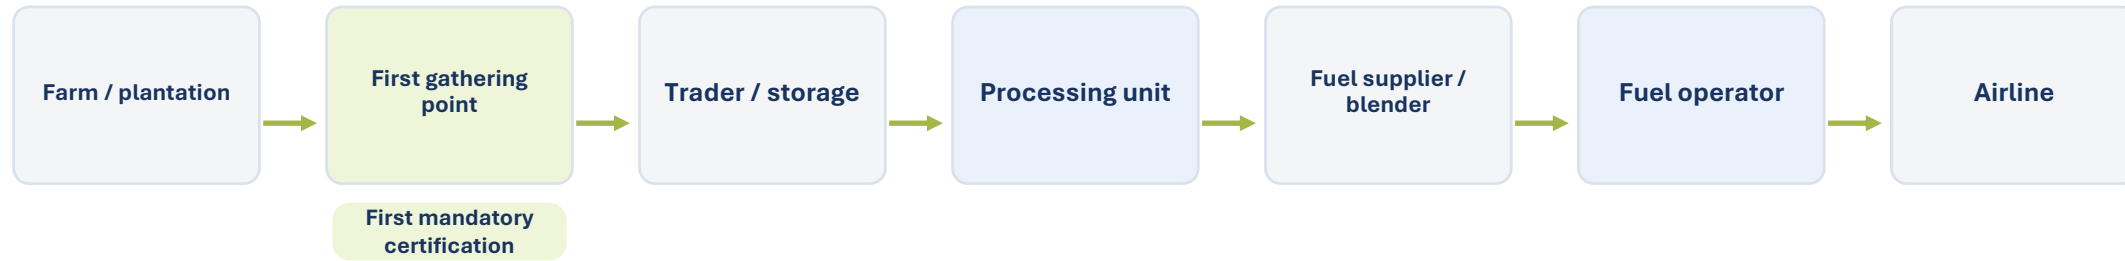 Farm / plantation
First gathering
point
Trader / storage
Processing unit
Fuel supplier /
blender
Fuel operator
Airline
First mandatory
certification